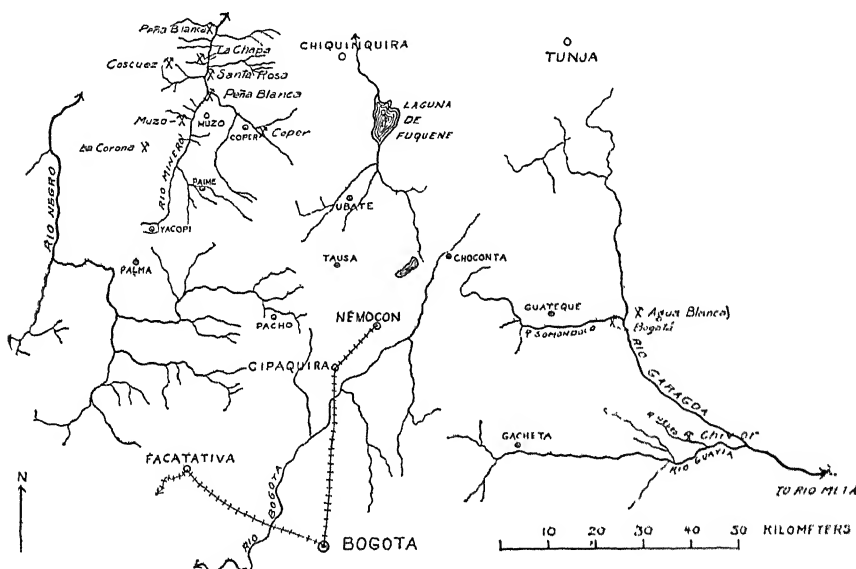 Peña Blanca
La Chapa
Coscuez
Santa Rosa
Peña Blanca
Muzo
MUZO
COPER
Coper
La Corona
RIO MINERO
PAIME
YACOPI
RIO NEGRO
CHIQUINQUIRA
LAGUNA
DE
FUQUENE
TUNJA
UBATE
PALMA
TAUSA
CHOCONTA
PACHO
NEMOCON
CIPAQUIRA
GUATEQUE
R. SOMONDOCO
Agua Blanca)
Bogotá
RIO GARAGOA
FACATATIVA
GACHETA
R. NEGRO
Chivor
RIO GUAVIA
TO RIO META
N
RIO BOGOTA
BOGOTA
10 20 30 40 50 KILOMETERS